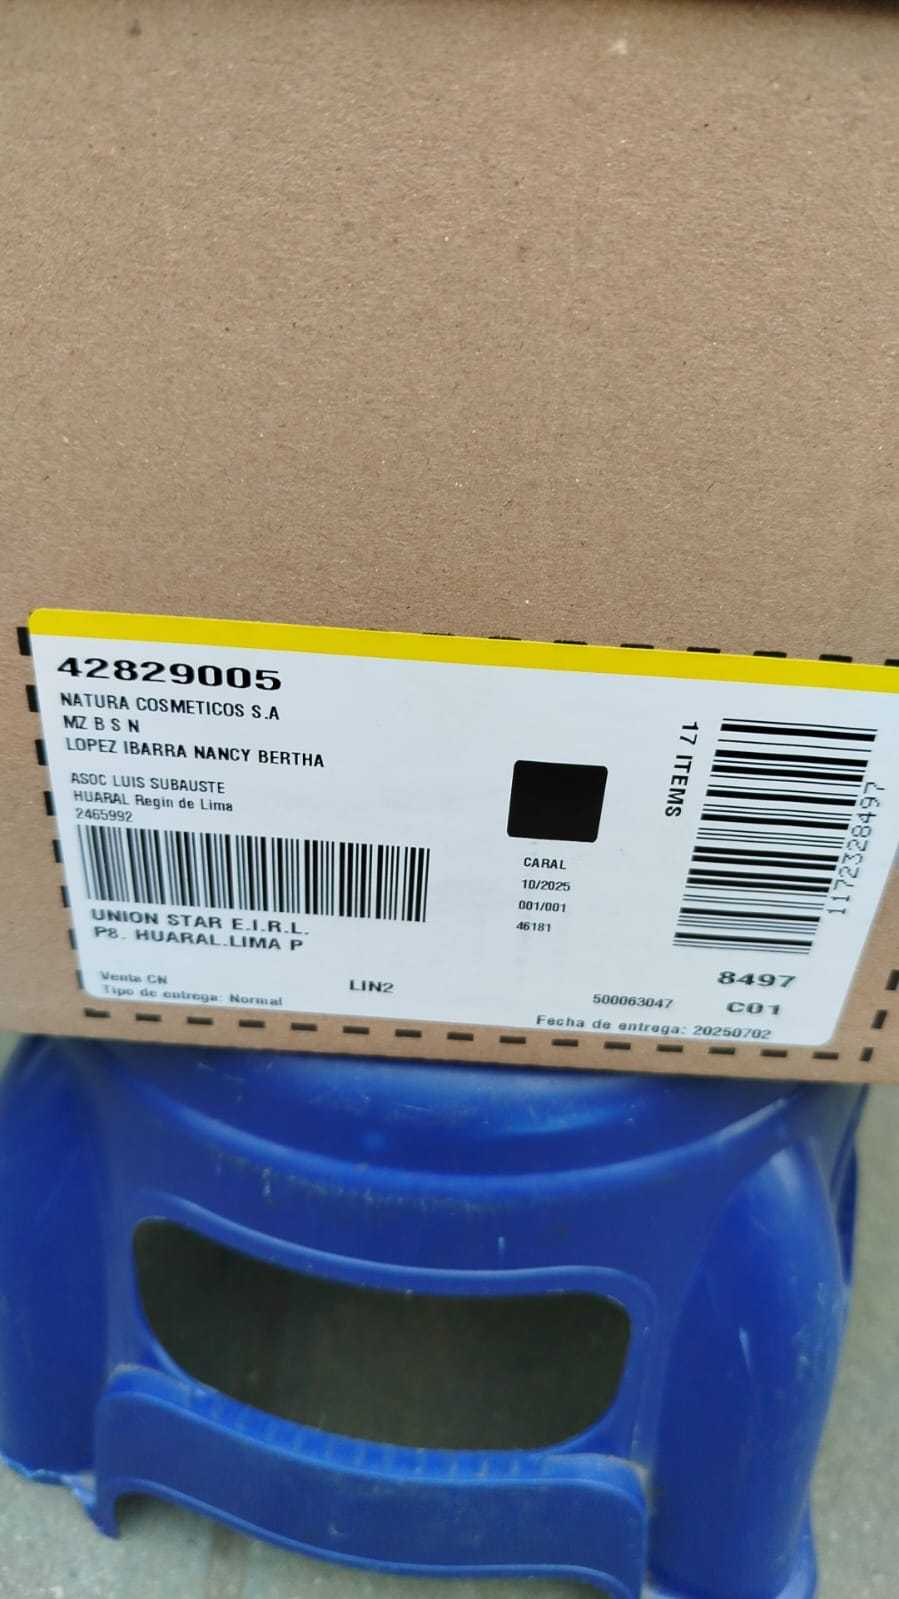 42829005
NATURA COSMETICOS S.A
MZ B S N
LOPEZ IBARRA NANCY BERTHA
ASOC LUIS SUBAUSTE
HUARAL Regin de Lima
2465992
UNION STAR E.I.R.L.
P8. HUARAL.LIMA P
Venta CN
Tipo de entrega: Normal
LIN2
CARAL
10/2025
001/001
46181
17 ITEMS
1172328497
8497
500063047
C01
Fecha de entrega: 20250702